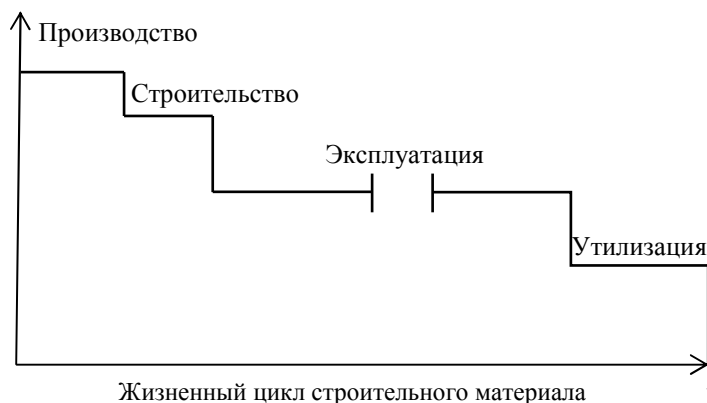 Производство
Строительство
Эксплуатация
Утилизация
Жизненный цикл строительного материала